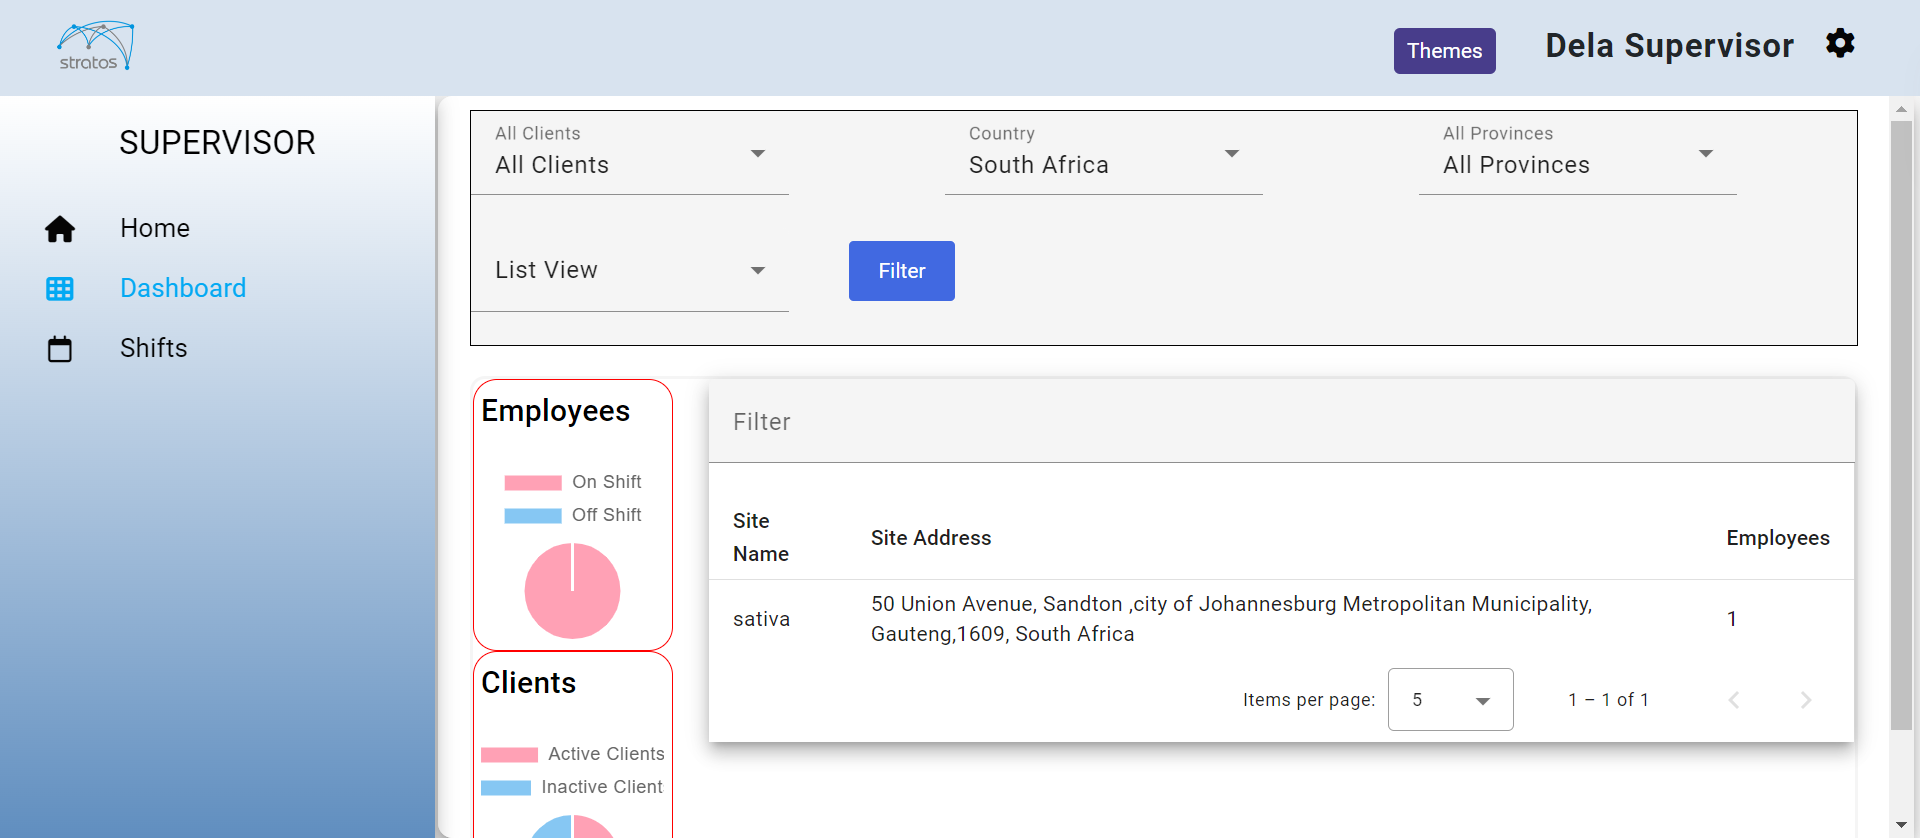 stratos
Themes
Dela Supervisor
SUPERVISOR
Home
Dashboard
Shifts
All Clients
All Clients
Country
South Africa
All Provinces
All Provinces
List View
Filter
Employees
On Shift
Off Shift
Clients
Active Clients
Inactive Client
Filter
Site
Name
Site Address
Employees
sativa
50 Union Avenue, Sandton ,city of Johannesburg Metropolitan Municipality,
Gauteng,1609, South Africa
1
Items per page:
5
1 – 1 of 1